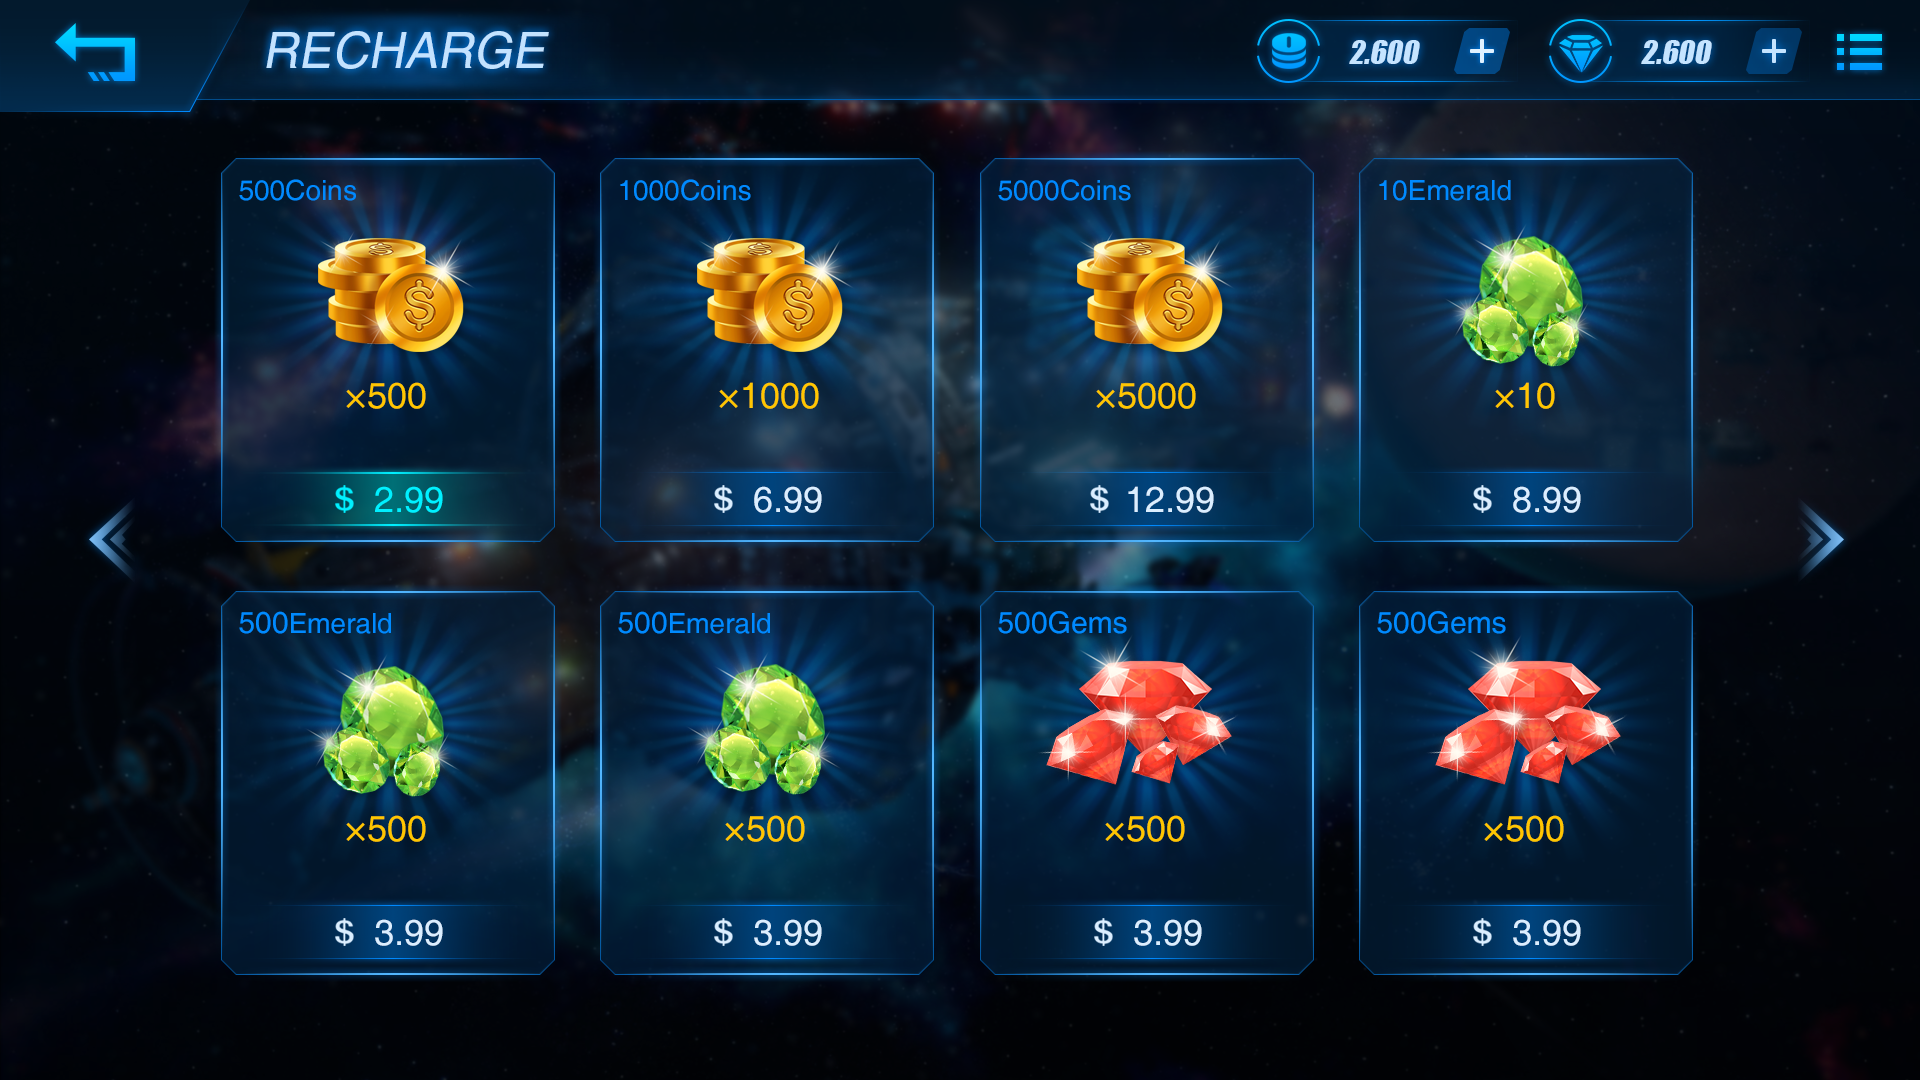 RECHARGE
2.600
2.600
500Coins
×500
$ 2.99
1000Coins
×1000
$ 6.99
5000Coins
×5000
$ 12.99
10Emerald
×10
$ 8.99
500Emerald
×500
$ 3.99
500Emerald
×500
$ 3.99
500Gems
×500
$ 3.99
500Gems
×500
$ 3.99